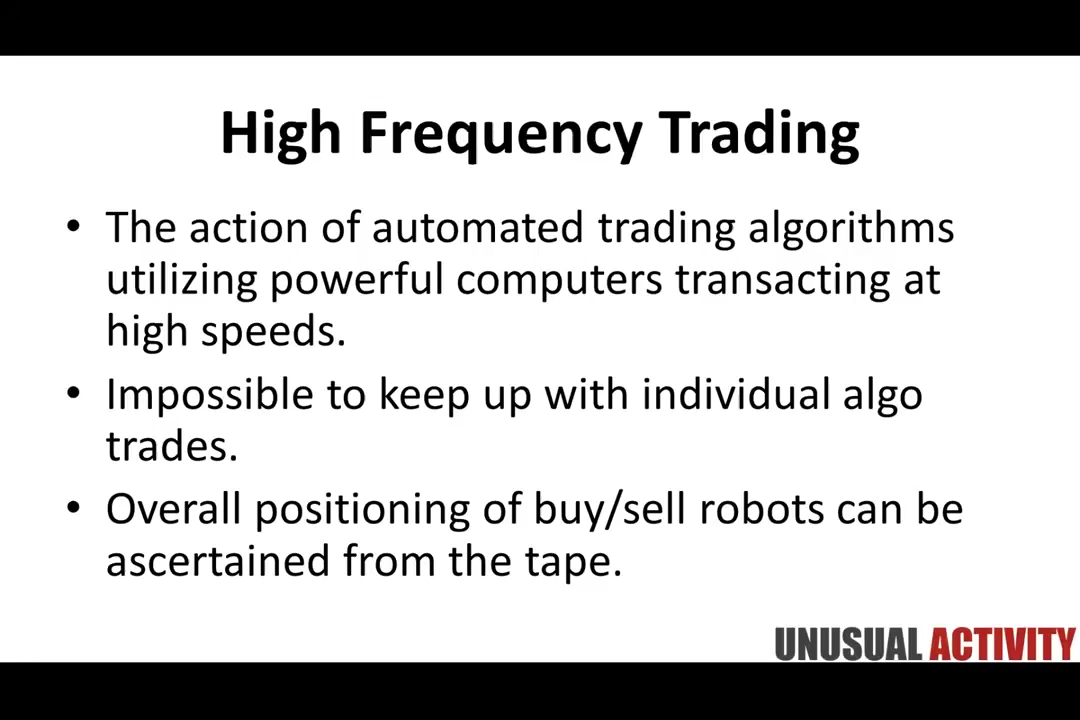 High Frequency Trading
• The action of automated trading algorithms
utilizing powerful computers transacting at
high speeds.
• Impossible to keep up with individual algo
trades.
• Overall positioning of buy/sell robots can be
ascertained from the tape.
UNUSUAL ACTIVITY